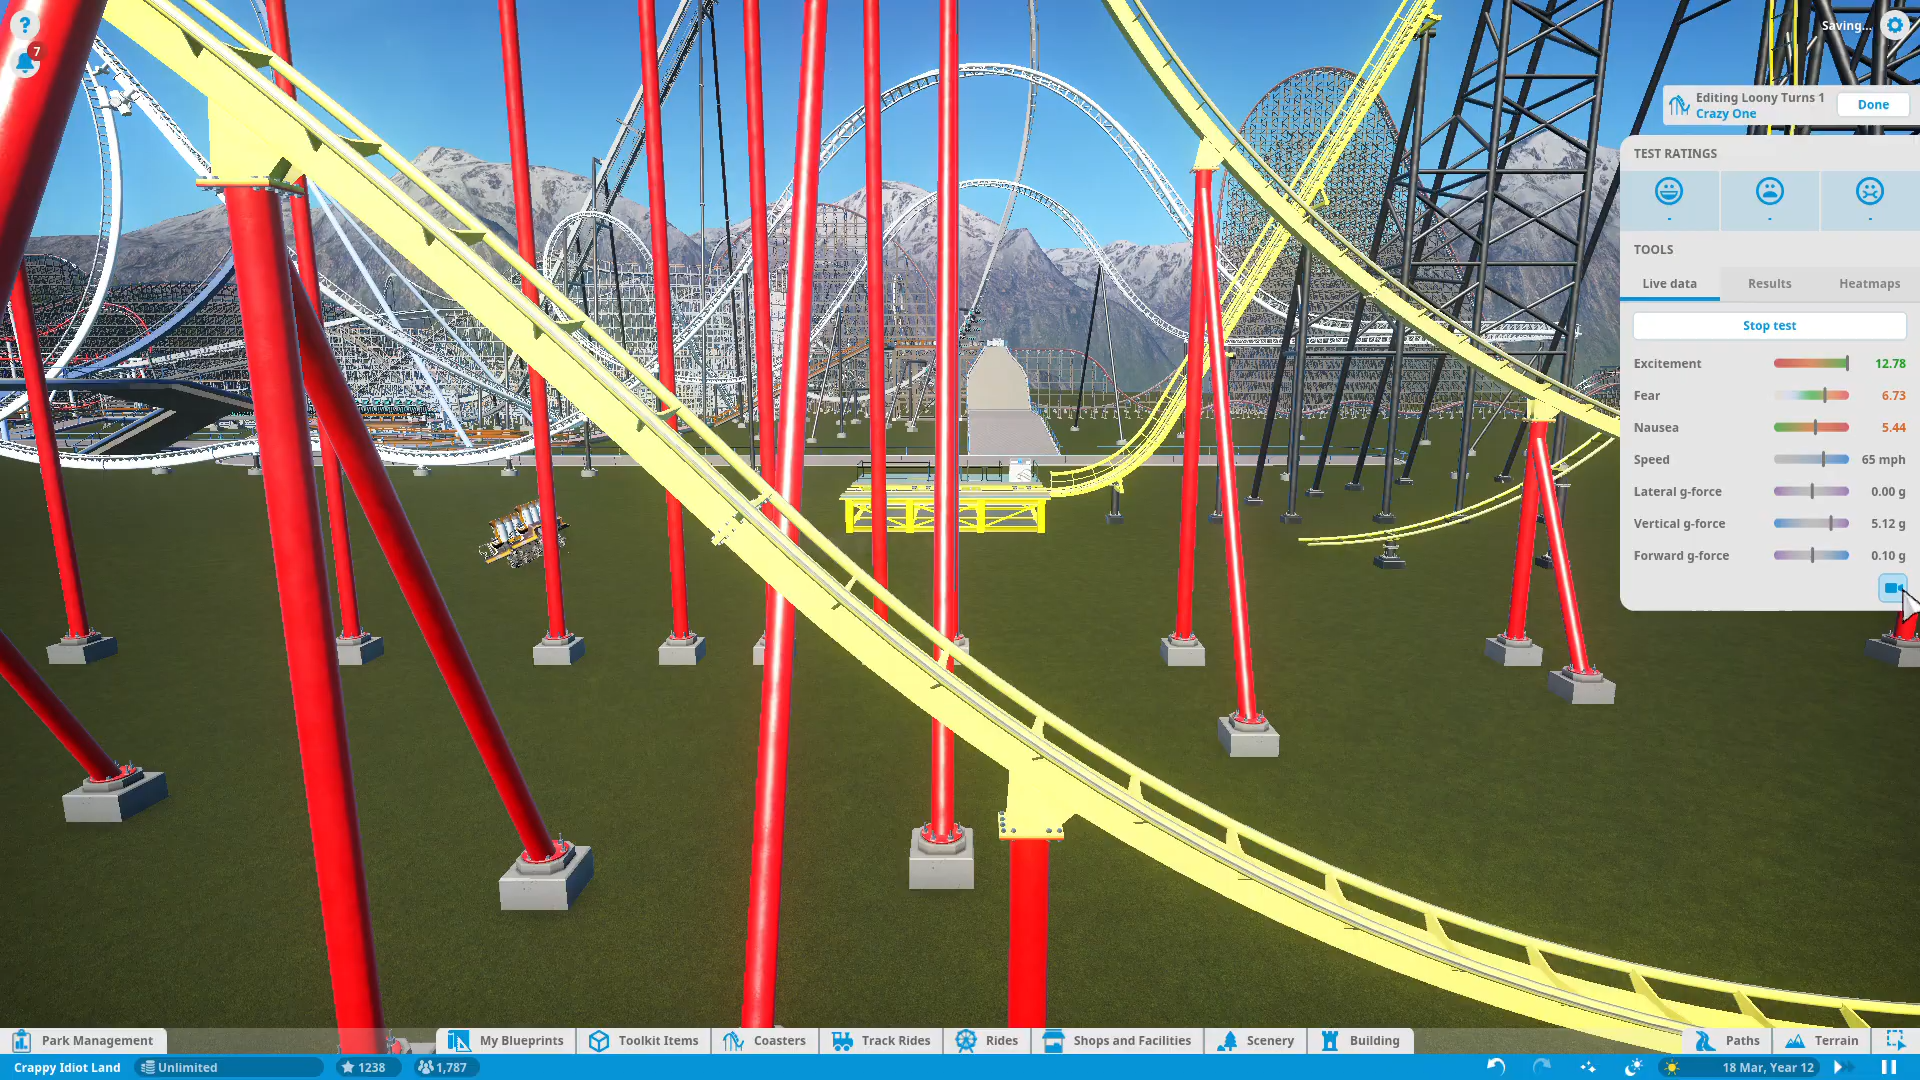 ?
7
Saving...
Editing Loony Turns 1
Crazy One
Done
TEST RATINGS
- - -
TOOLS
Live data Results Heatmaps
Stop test
Excitement 12.78
Fear 6.73
Nausea 5.44
Speed 65 mph
Lateral g-force 0.00 g
Vertical g-force 5.12 g
Forward g-force 0.10 g
Park Management My Blueprints Toolkit Items Coasters Track Rides Rides Shops and Facilities Scenery Building Paths Terrain
Crappy Idiot Land Unlimited 1238 1,787 18 Mar, Year 12